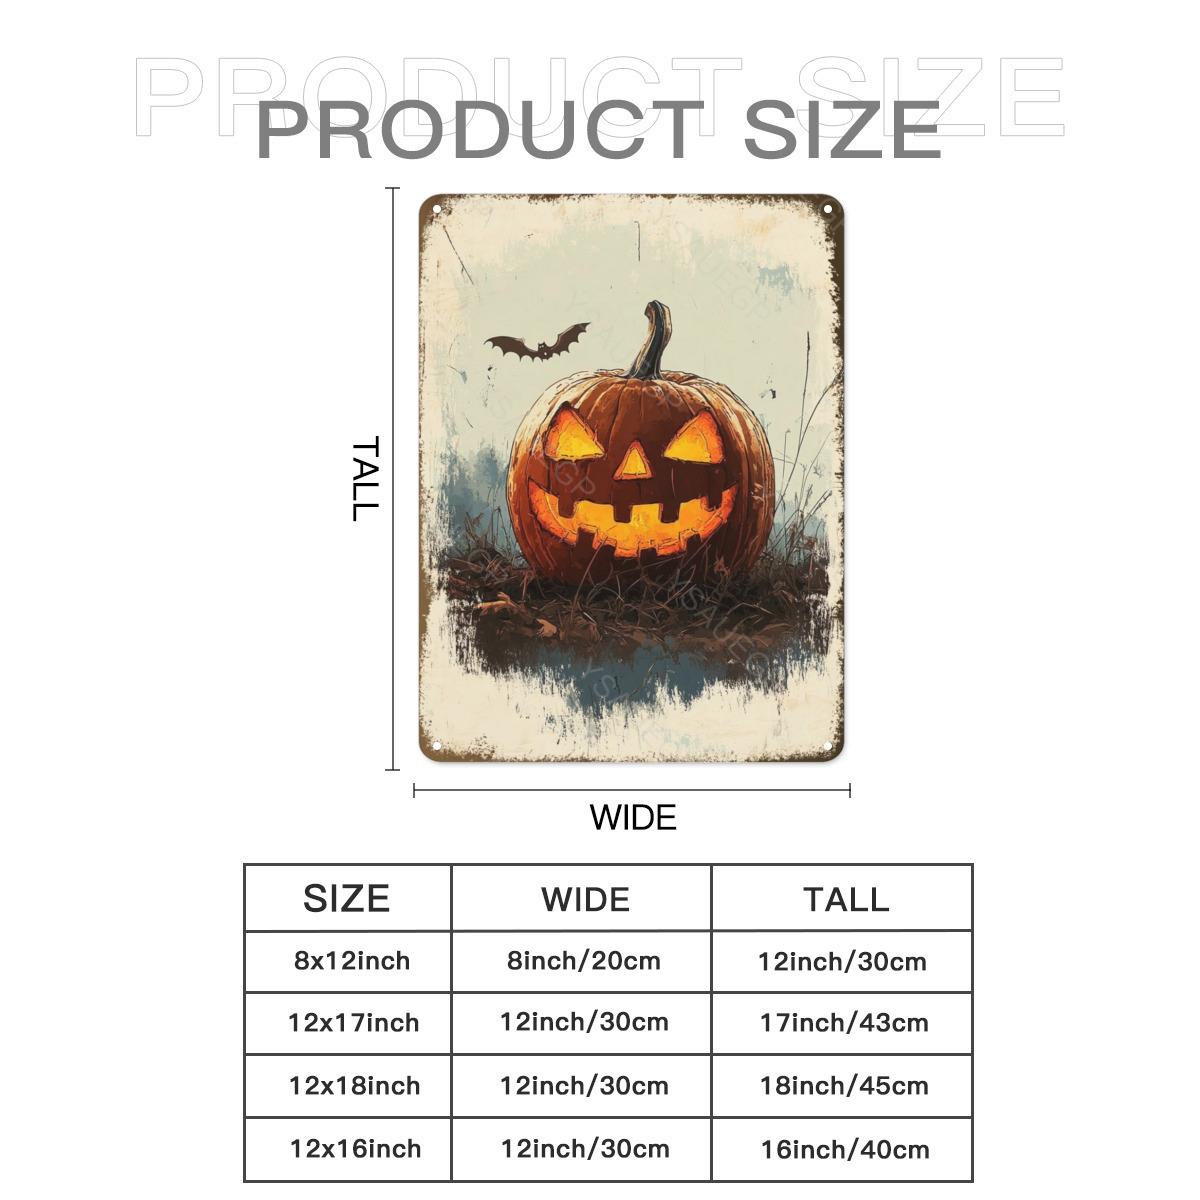 PRODUCT SIZE
PRODUCT SIZE
TALL
WIDE
SIZE WIDE TALL
8x12inch 8inch/20cm 12inch/30cm
12x17inch 12inch/30cm 17inch/43cm
12x18inch 12inch/30cm 18inch/45cm
12x16inch 12inch/30cm 16inch/40cm